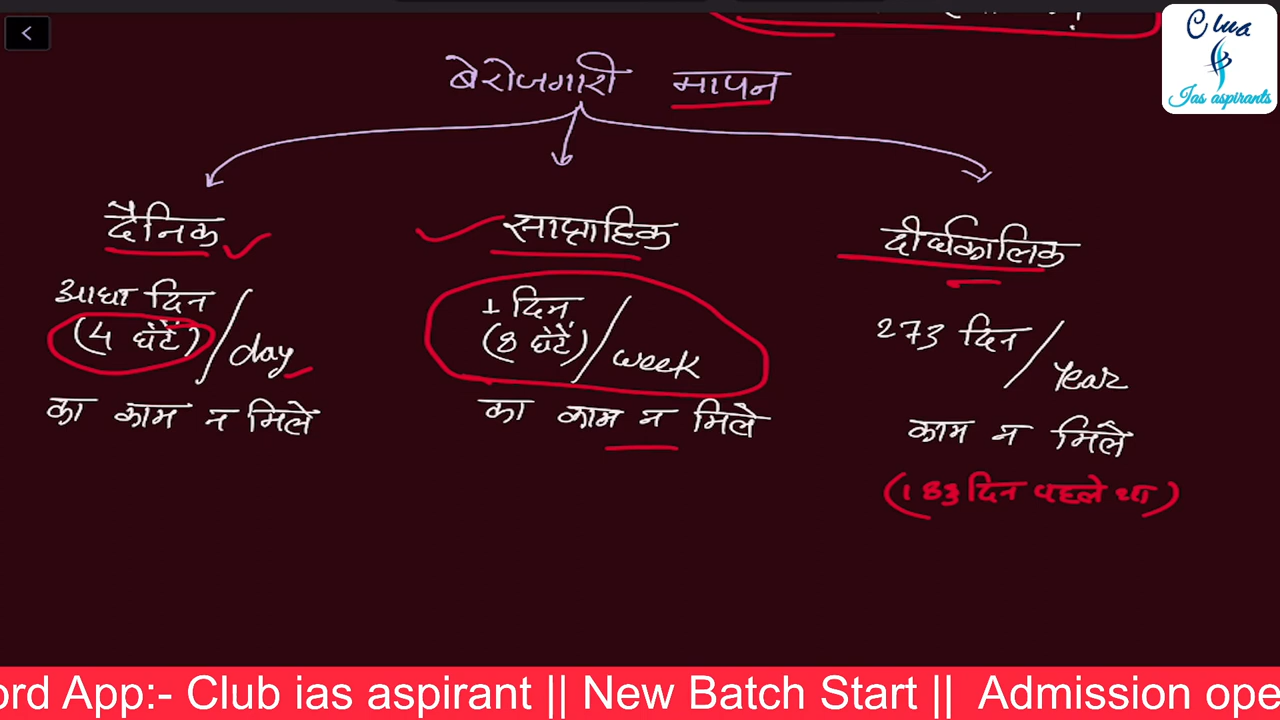 Club
Ias aspirants
बेरोजगारी मापन
दैनिक
साप्ताहिक
दीर्घकालिक
आधा दिन
(4 घंटें) / day
का काम न मिले
1 दिन
(8 घंटें) / week
का काम न मिले
273 दिन / Year
काम न मिले
(183 दिन पहले था)
ord App:- Club ias aspirant || New Batch Start || Admission ope